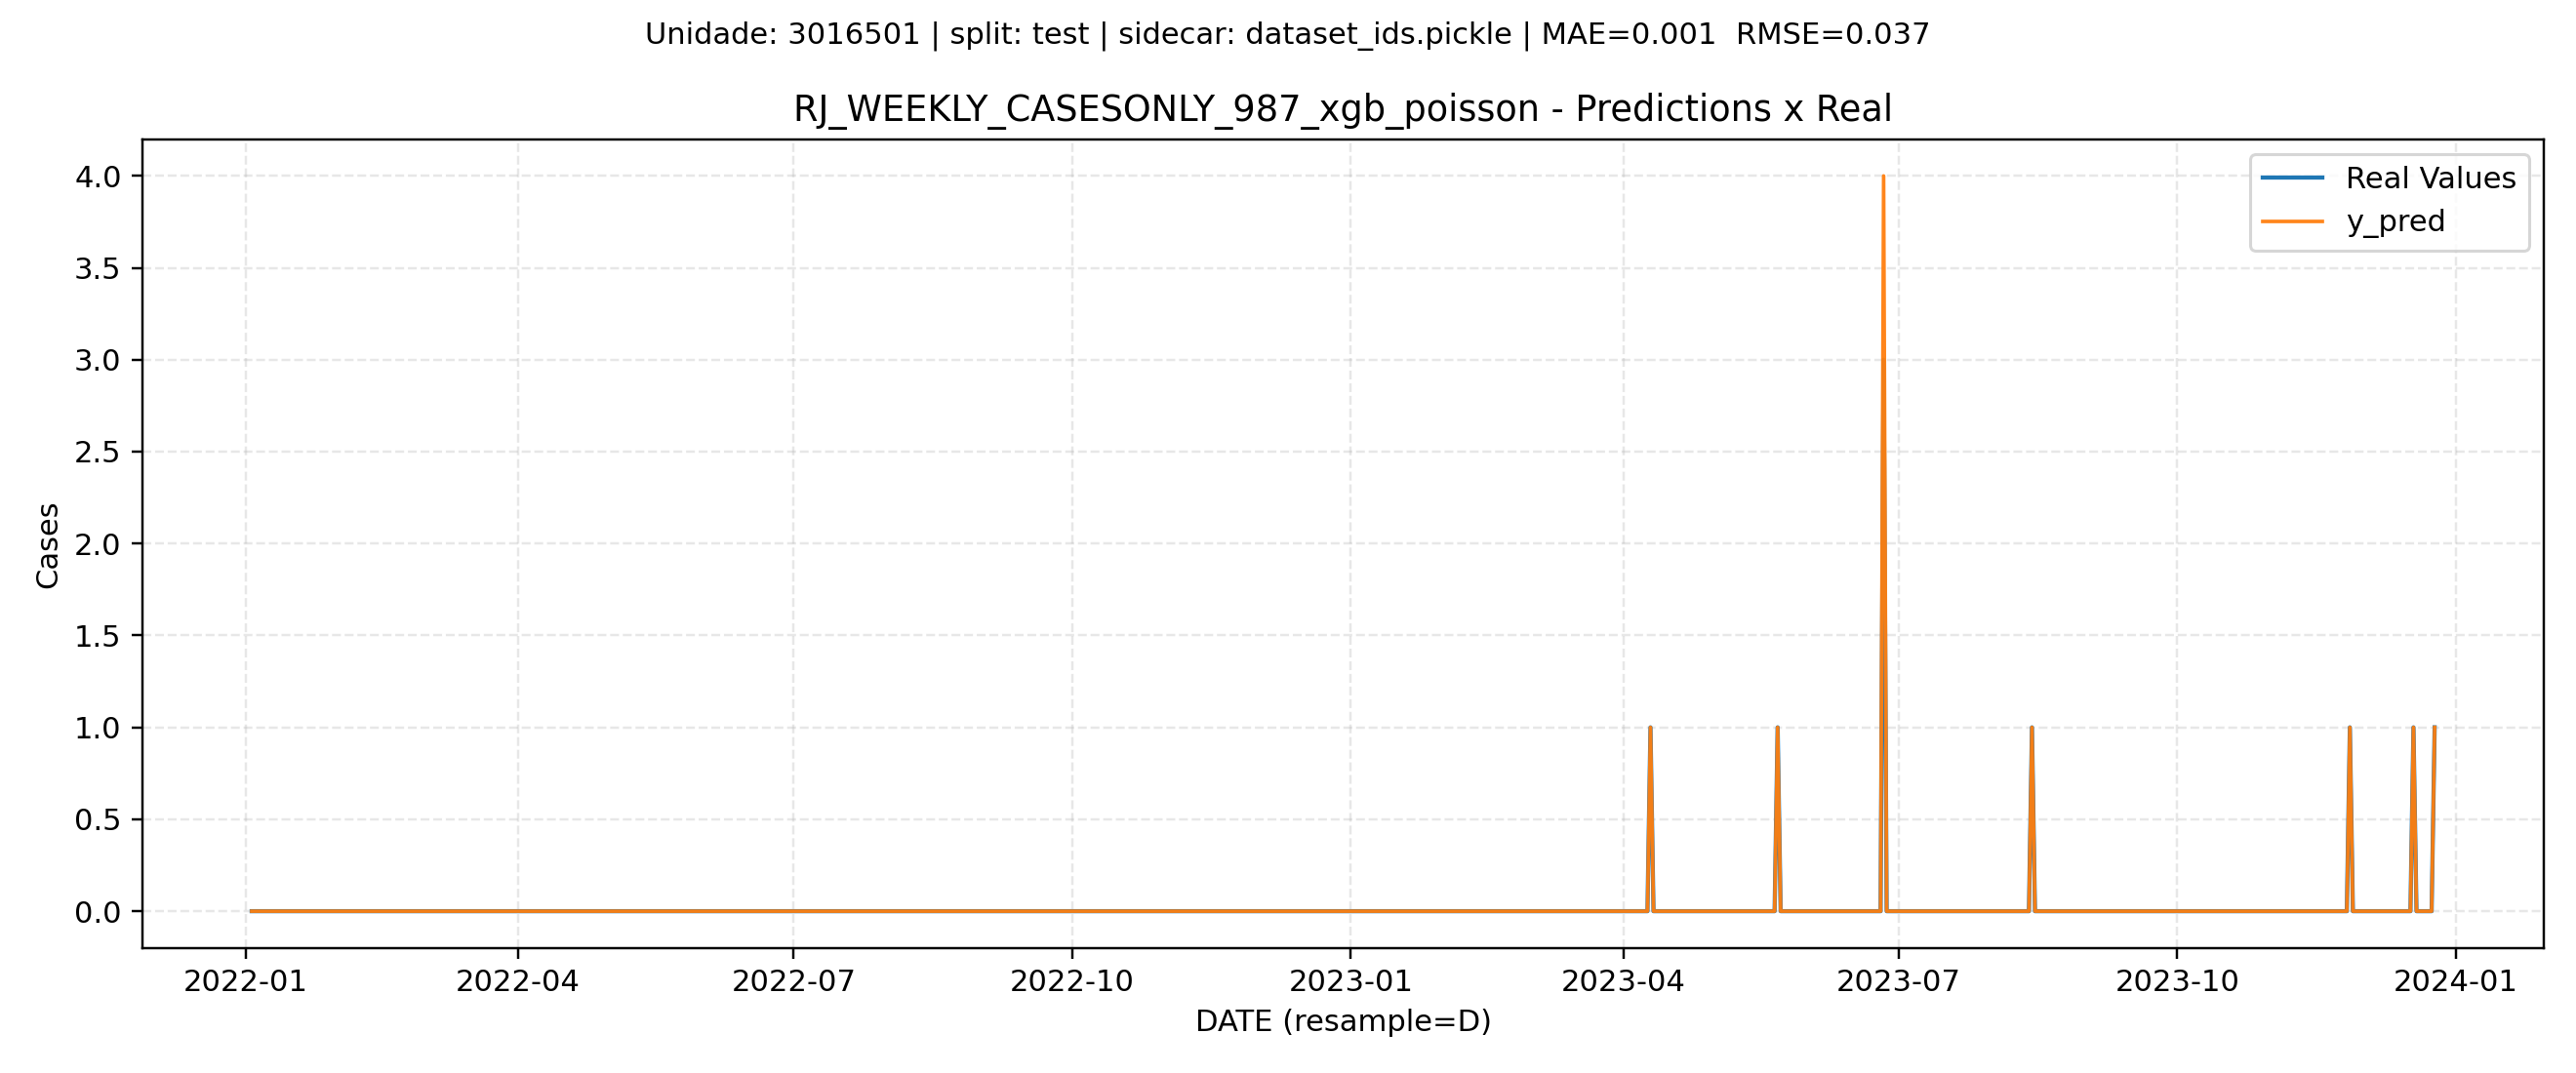 Unidade: 3016501 | split: test | sidecar: dataset_ids.pickle | MAE=0.001  RMSE=0.037
RJ_WEEKLY_CASESONLY_987_xgb_poisson - Predictions x Real
Real Values
y_pred
Cases
4.0
3.5
3.0
2.5
2.0
1.5
1.0
0.5
0.0
2022-01 2022-04 2022-07 2022-10 2023-01 2023-04 2023-07 2023-10 2024-01
DATE (resample=D)